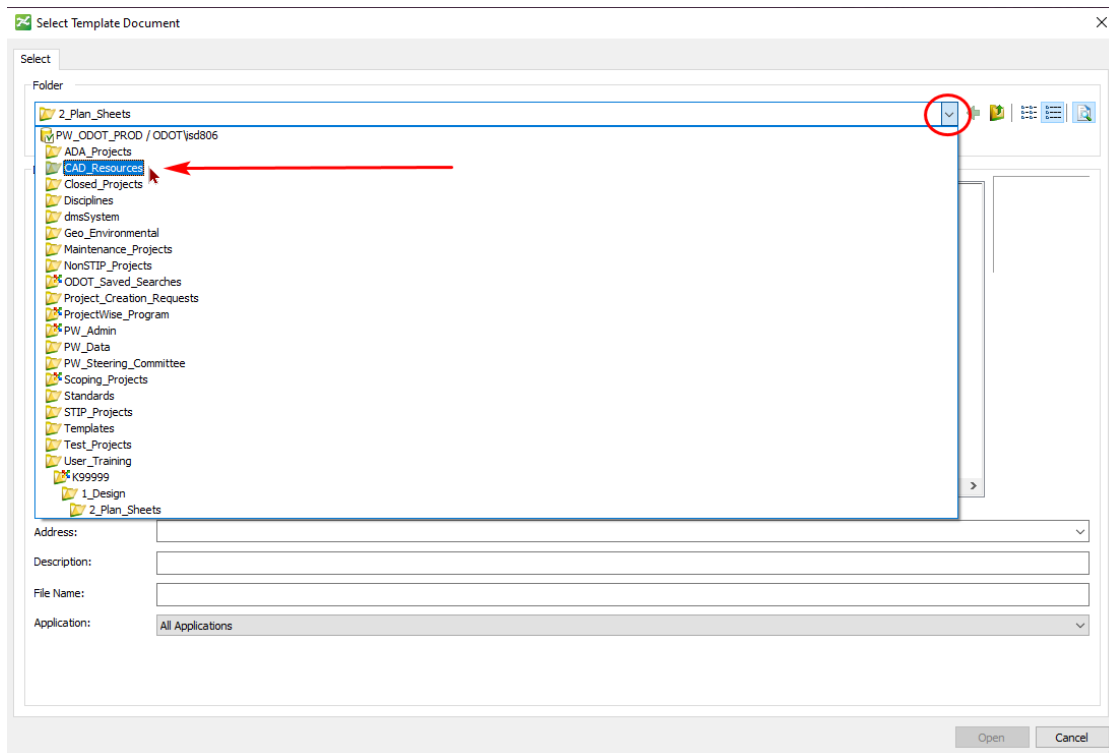 Select Template Document
Select
Folder
2_Plan_Sheets
PW_ODOT_PROD / ODOT\jsd806
ADA_Projects
CAD_Resources
Closed_Projects
Disciplines
dmsSystem
Geo_Environmental
Maintenance_Projects
NonSTIP_Projects
ODOT_Saved_Searches
Project_Creation_Requests
ProjectWise_Program
PW_Admin
PW_Data
PW_Steering_Committee
Scoping_Projects
Standards
STIP_Projects
Templates
Test_Projects
User_Training
K99999
1_Design
2_Plan_Sheets
Address:
Description:
File Name:
Application: All Applications
Open Cancel